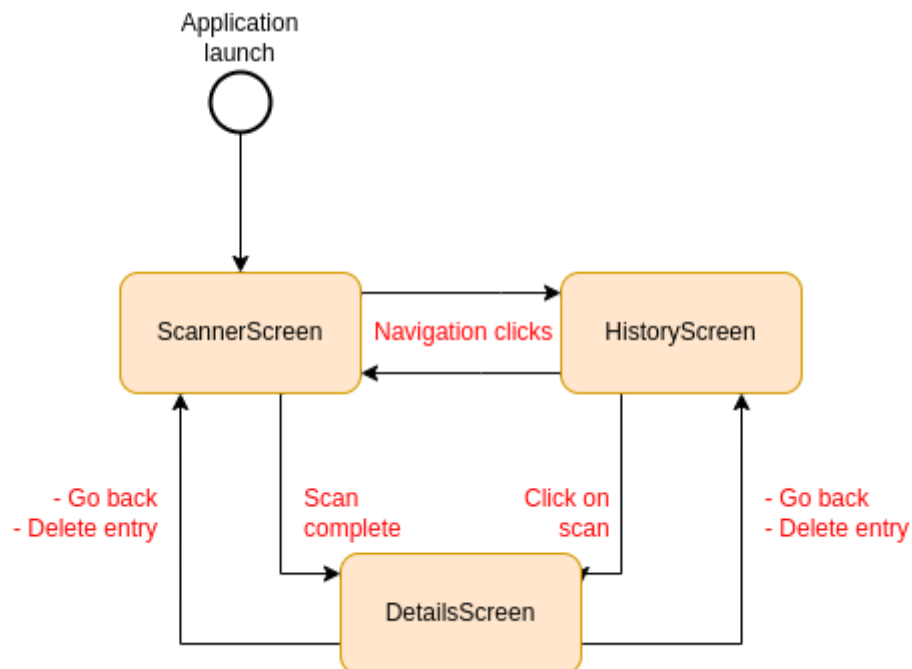 Application
launch
ScannerScreen
Navigation clicks
HistoryScreen
- Go back
- Delete entry
Scan
complete
Click on
scan
- Go back
- Delete entry
DetailsScreen